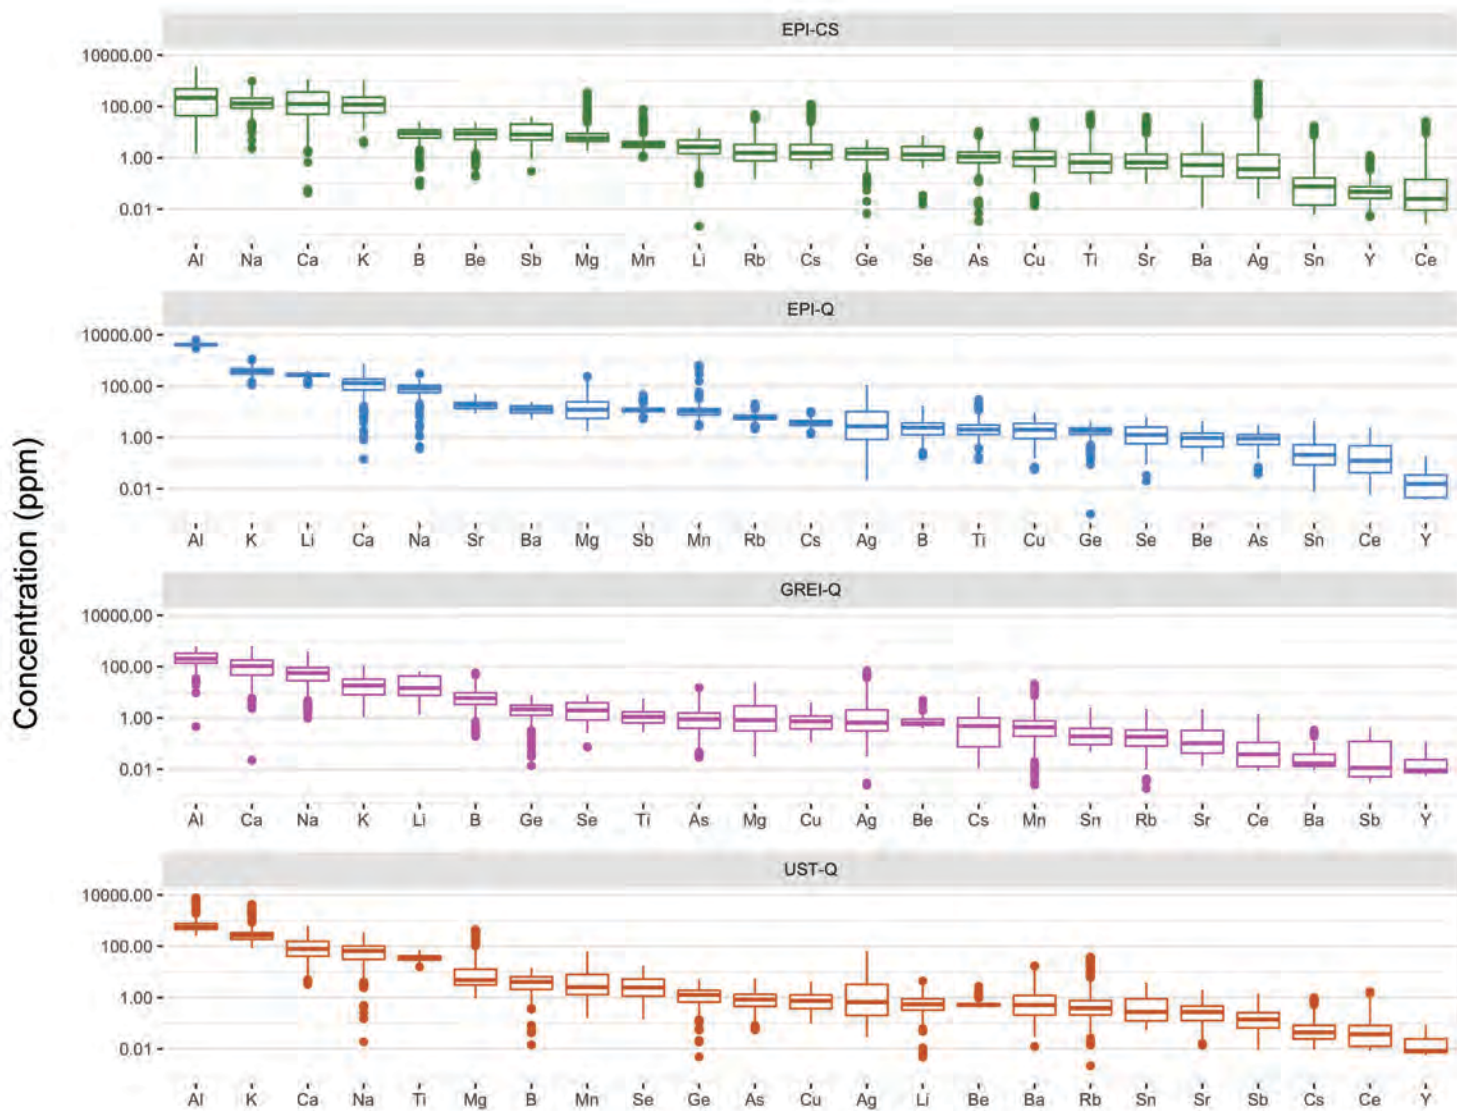 EPI-CS
10000.00
100.00
1.00
0.01
Al Na Ca K B Be Sb Mg Mn Li Rb Cs Ge Se As Cu Ti Sr Ba Ag Sn Y Ce
EPI-Q
10000.00
100.00
1.00
0.01
Al K Li Ca Na Sr Ba Mg Sb Mn Rb Cs Ag B Ti Cu Ge Se Be As Sn Ce Y
Concentration (ppm)
GREI-Q
10000.00
100.00
1.00
0.01
Al Ca Na K Li B Ge Se Ti As Mg Cu Ag Be Cs Mn Sn Rb Sr Ce Ba Sb Y
UST-Q
10000.00
100.00
1.00
0.01
Al K Ca Na Ti Mg B Mn Se Ge As Cu Ag Li Be Ba Rb Sn Sr Sb Cs Ce Y